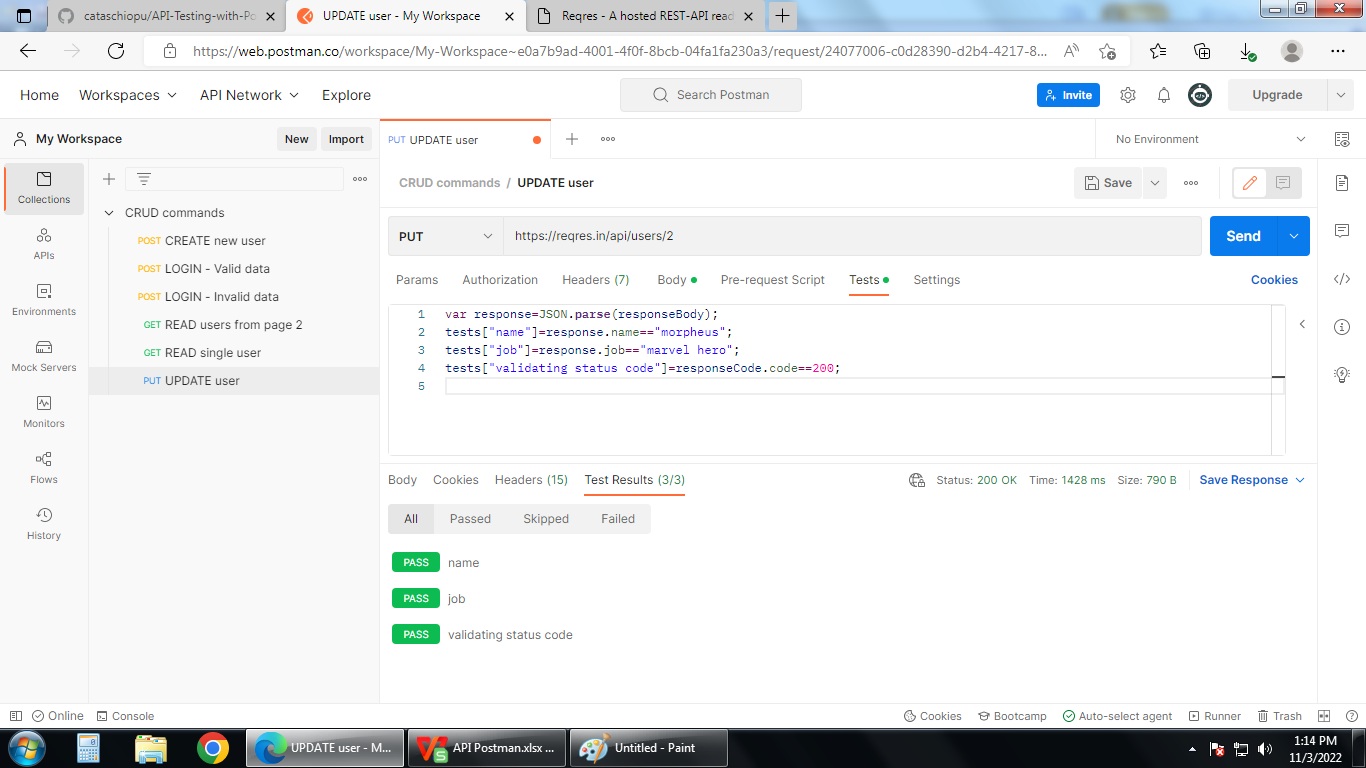 cataschiopu/API-Testing-with-Po
UPDATE user - My Workspace
Reqres - A hosted REST-API read
https://web.postman.co/workspace/My-Workspace~e0a7b9ad-4001-4f0f-8bcb-04fa1fa230a3/request/24077006-c0d28390-d2b4-4217-8...
Home Workspaces API Network Explore
Search Postman
Invite
Upgrade
My Workspace
New Import
PUT UPDATE user
No Environment
Collections
APIs
Environments
Mock Servers
Monitors
Flows
History
CRUD commands
POST CREATE new user
POST LOGIN - Valid data
POST LOGIN - Invalid data
GET READ users from page 2
GET READ single user
PUT UPDATE user
CRUD commands / UPDATE user
Save
PUT https://reqres.in/api/users/2
Send
Params Authorization Headers (7) Body Pre-request Script Tests Settings
Cookies
1 var response=JSON.parse(responseBody);
2 tests["name"]=response.name=="morpheus";
3 tests["job"]=response.job=="marvel hero";
4 tests["validating status code"]=responseCode.code==200;
5
Body Cookies Headers (15) Test Results (3/3)
Status: 200 OK Time: 1428 ms Size: 790 B
Save Response
All Passed Skipped Failed
PASS name
PASS job
PASS validating status code
Online Console
Cookies Bootcamp Auto-select agent Runner Trash
UPDATE user - M...
API Postman.xlsx ...
Untitled - Paint
1:14 PM
11/3/2022